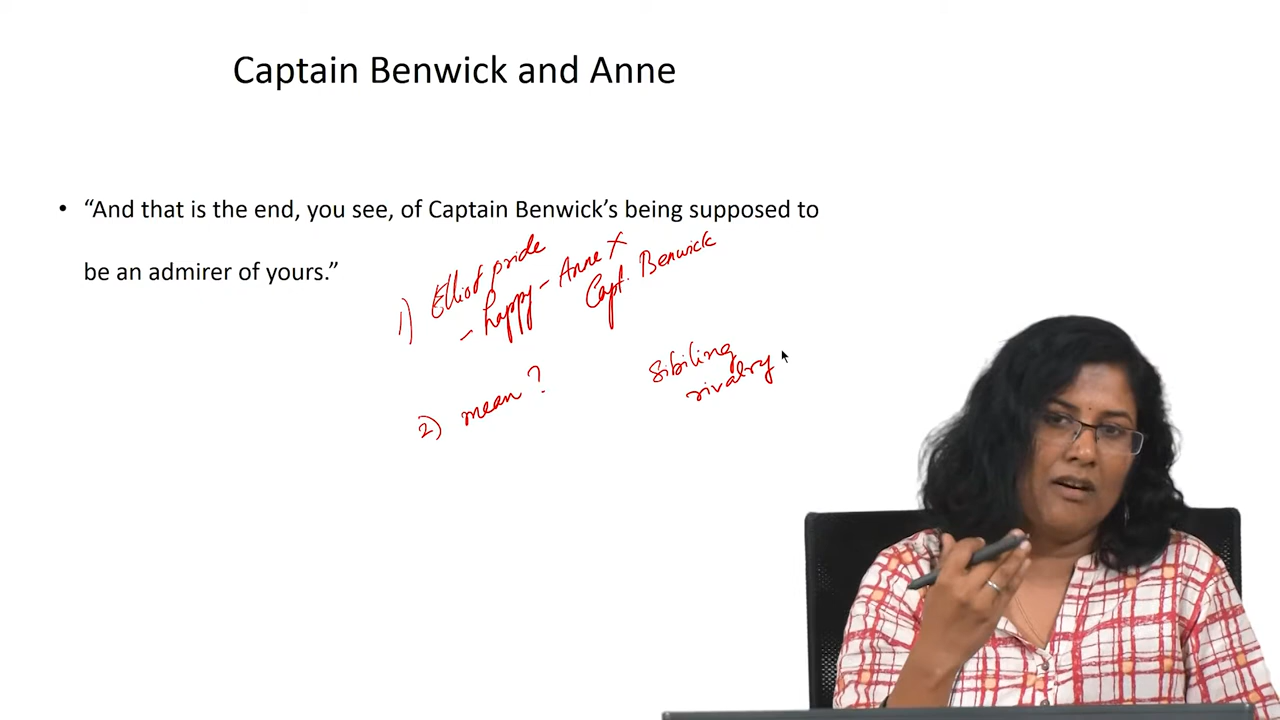 Captain Benwick and Anne
• “And that is the end, you see, of Captain Benwick’s being supposed to
be an admirer of yours.”
1) Elliot pride
- happy - Anne X
Capt. Benwick
2) mean ?
Sibiling
rivalry